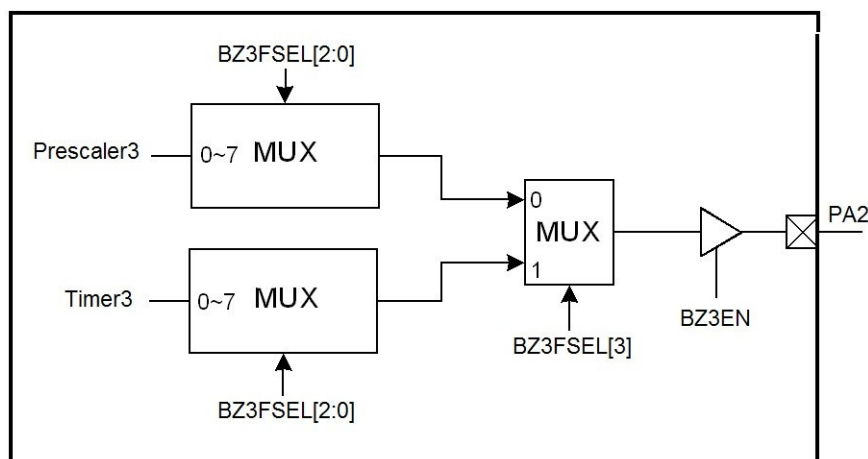 BZ3FSEL[2:0]
Prescaler3
0~7 MUX
0
MUX
1
PA2
Timer3
0~7 MUX
BZ3EN
BZ3FSEL[3]
BZ3FSEL[2:0]